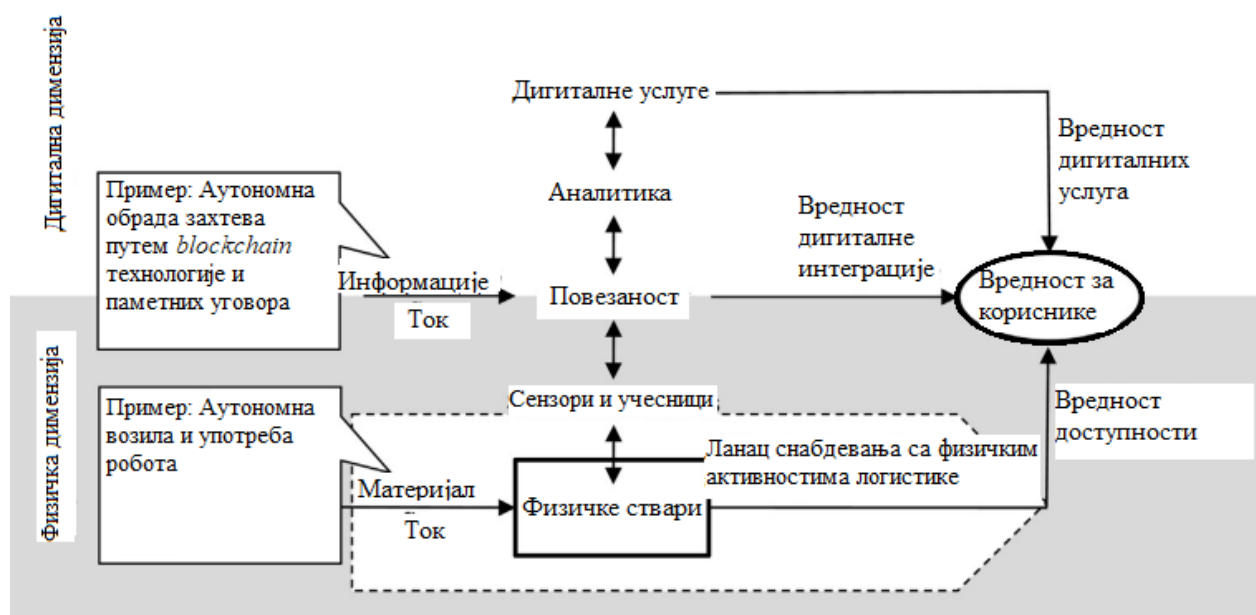 Дигитална димензија
Дигиталне услуге
Вредност
дигиталних
услуга
Пример: Аутономна
обрада захтева
путем blockchain
технологије и
паметних уговора
Аналитика
Вредност
дигиталне
интеграције
Информације
Ток
Повезаност
Вредност за
кориснике
Физичка димензија
Пример: Аутономна
возила и употреба
робота
Сензори и учесници
Вредност
доступности
Ланац снабдевања са физичким
активностима логистике
Материјал
Ток
Физичке ствари